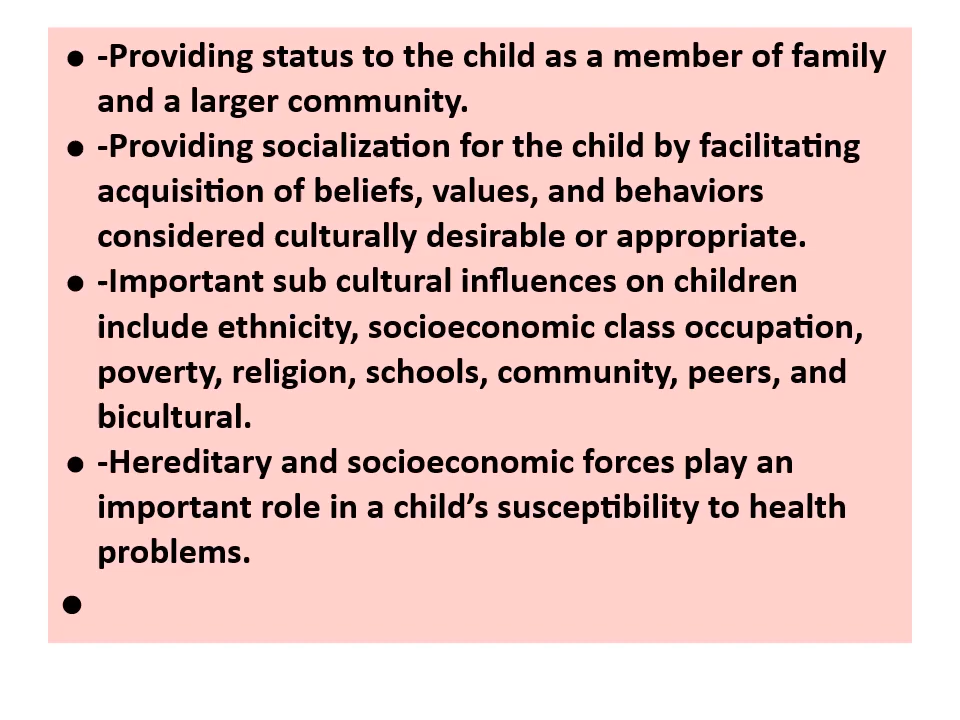 • -Providing status to the child as a member of family
and a larger community.
• -Providing socialization for the child by facilitating
acquisition of beliefs, values, and behaviors
considered culturally desirable or appropriate.
• -Important sub cultural influences on children
include ethnicity, socioeconomic class occupation,
poverty, religion, schools, community, peers, and
bicultural.
• -Hereditary and socioeconomic forces play an
important role in a child’s susceptibility to health
problems.
•